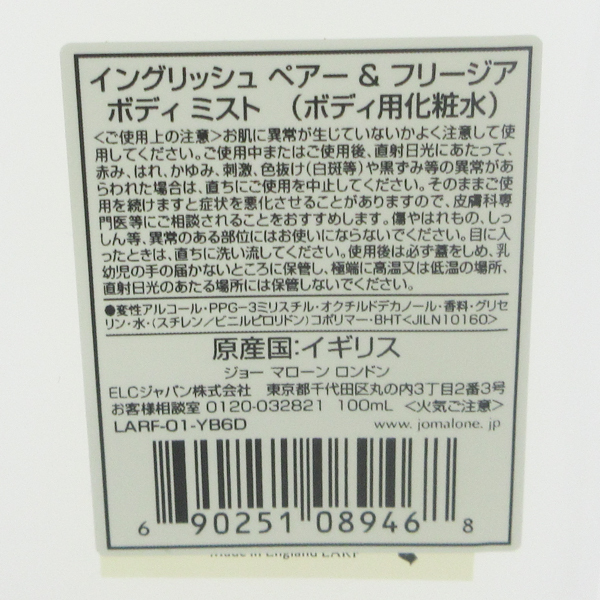 イングリッシュ ペアー & フリージア
ボディ ミスト （ボディ用化粧水）
<ご使用上の注意>お肌に異常が生じていないかよく注意して使
用してください。ご使用中またはご使用後、直射日光にあたって、
赤み、はれ、かゆみ、刺激、色抜け(白斑等)や黒ずみ等の異常があ
らわれた場合は、直ちにご使用を中止してください。そのままご使
用を続けますと症状を悪化させることがありますので、皮膚科専
門医等にご相談されることをおすすめします。傷やはれもの、しっ
しん等、異常のある部位にはお使いにならないでください。目に入
ったときは、直ちに洗い流してください。使用後は必ず蓋をしめ、乳
幼児の手の届かないところに保管し、極端に高温又は低温の場所、
直射日光のあたる場所には保管しないでください。
●変性アルコール・PPG-3ミリスチル・オクチルドデカノール・香料・グリセ
リン・水・(スチレン/ビニルピロリドン)コポリマー・BHT<JILN10160>
原産国:イギリス
ジョー マローン ロンドン
ELCジャパン株式会社 東京都千代田区丸の内3丁目2番3号
お客様相談室 0120-032821 100mL <火気ご注意>
LARF-01-YB6D www. jomalone. jp
6 90251 08946 8
Made in England LARF